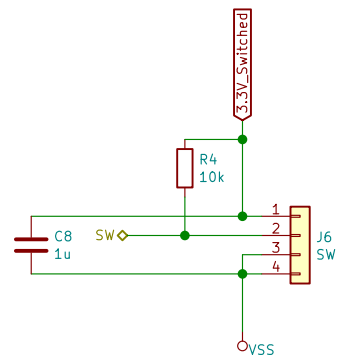 3.3V_Switched
R4
10k
1
SW
2
C8
1u
3
J6
SW
4
VSS